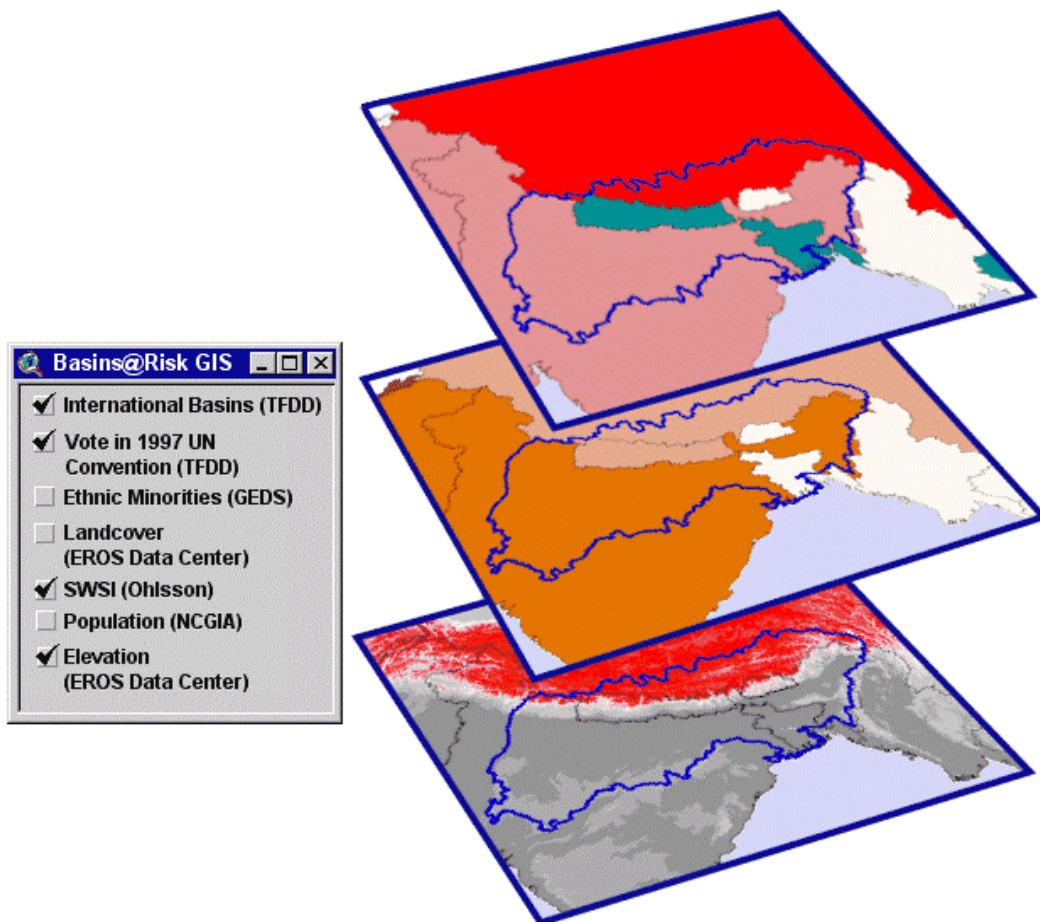 Basins@Risk GIS
International Basins (TFDD)
Vote in 1997 UN
Convention (TFDD)
Ethnic Minorities (GEDS)
Landcover
(EROS Data Center)
SWSI (Ohlsson)
Population (NCGIA)
Elevation
(EROS Data Center)